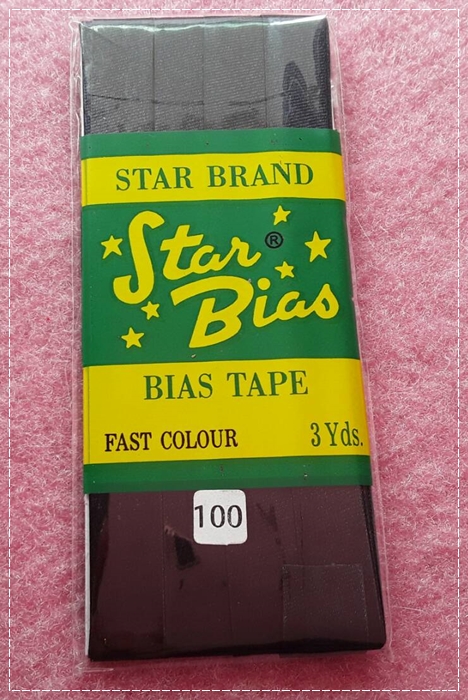 STAR BRAND
Star ®
Bias
BIAS TAPE
FAST COLOUR 3 Yds.
100